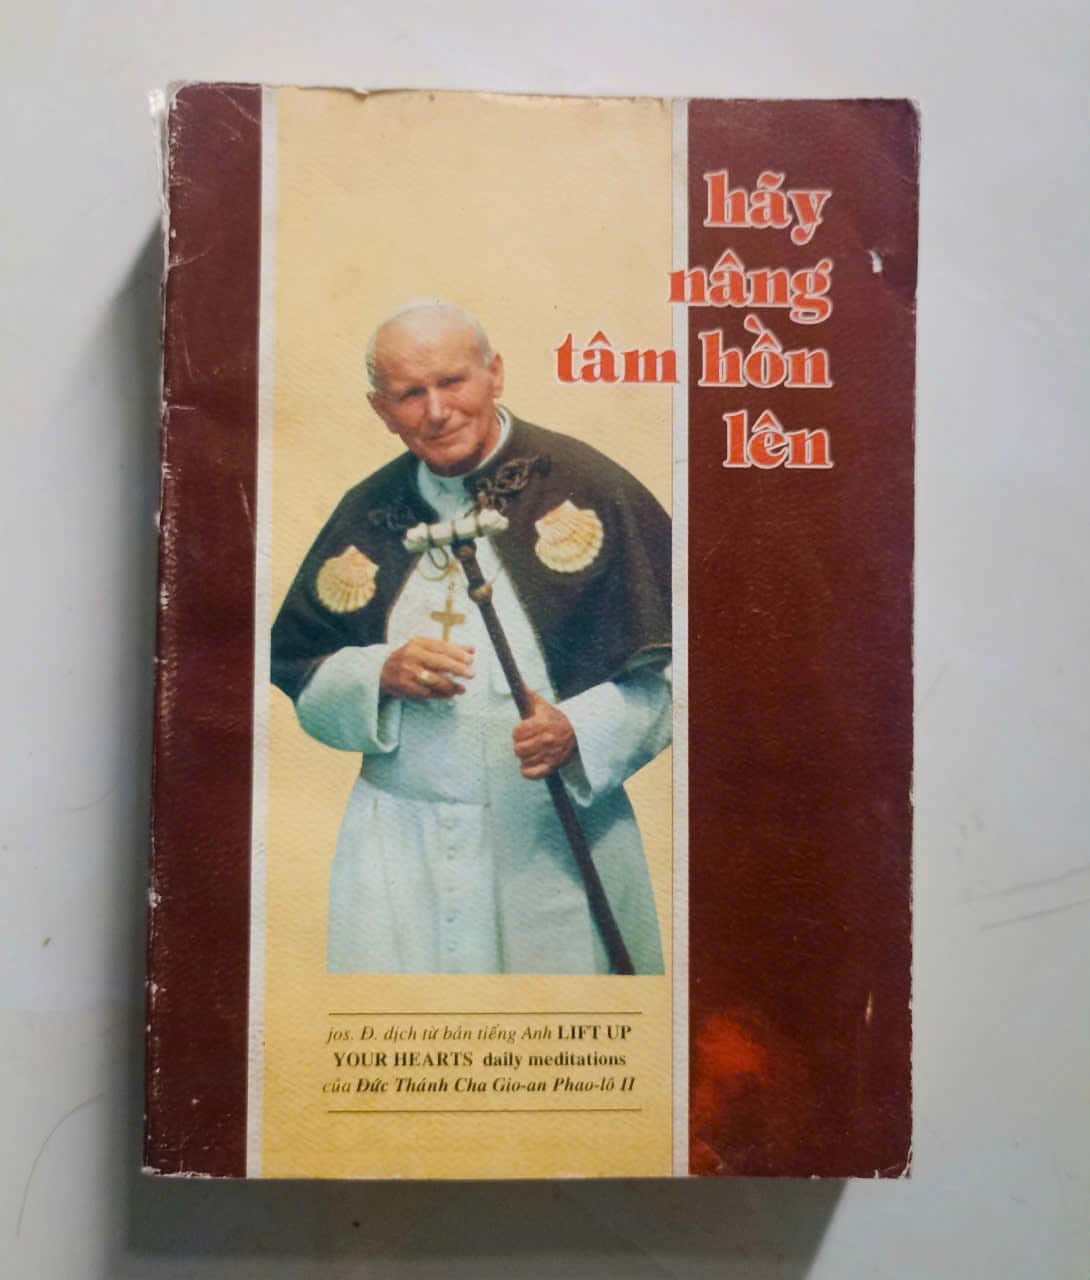 hãy
nâng
tâm hồn
lên
jos. Đ. dịch từ bản tiếng Anh LIFT UP
YOUR HEARTS daily meditations
của Đức Thánh Cha Gio-an Phao-lô II